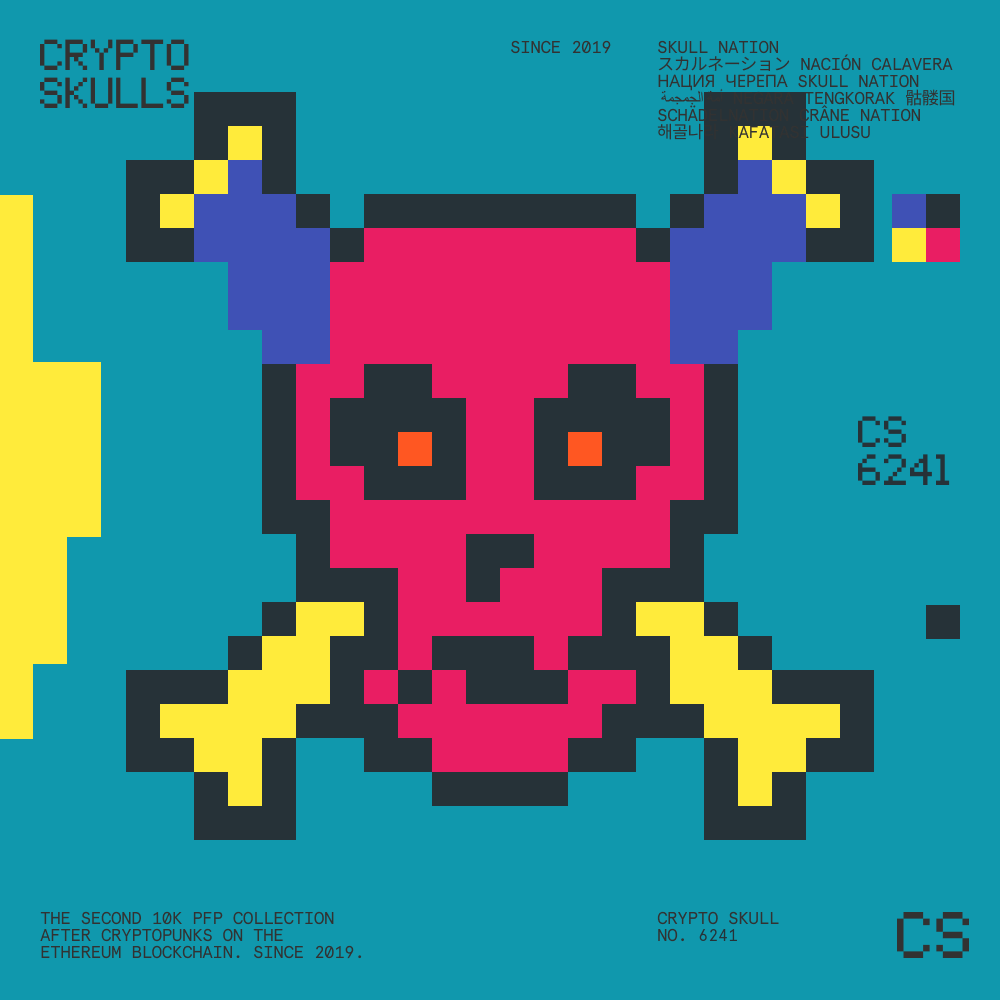 CRYPTO
SKULLS
SINCE 2019
SKULL NATION
スカルネーション NACIÓN CALAVERA
НАЦИЯ ЧЕРЕПА SKULL NATION
TENGKORAK 骷髅国
CRÂNE NATION
ULUSU
CS
6241
THE SECOND 10K PFP COLLECTION
AFTER CRYPTOPUNKS ON THE
ETHEREUM BLOCKCHAIN. SINCE 2019.
CRYPTO SKULL
NO. 6241
CS